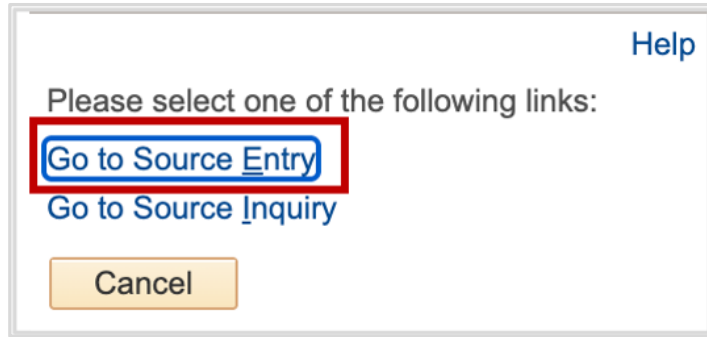 Help
Please select one of the following links:
Go to Source Entry
Go to Source Inquiry
Cancel